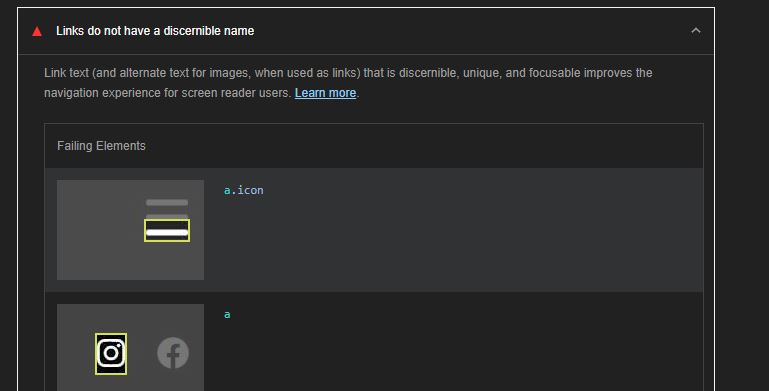 Links do not have a discernible name
Link text (and alternate text for images, when used as links) that is discernible, unique, and focusable improves the
navigation experience for screen reader users. Learn more.
Failing Elements
a.icon
a